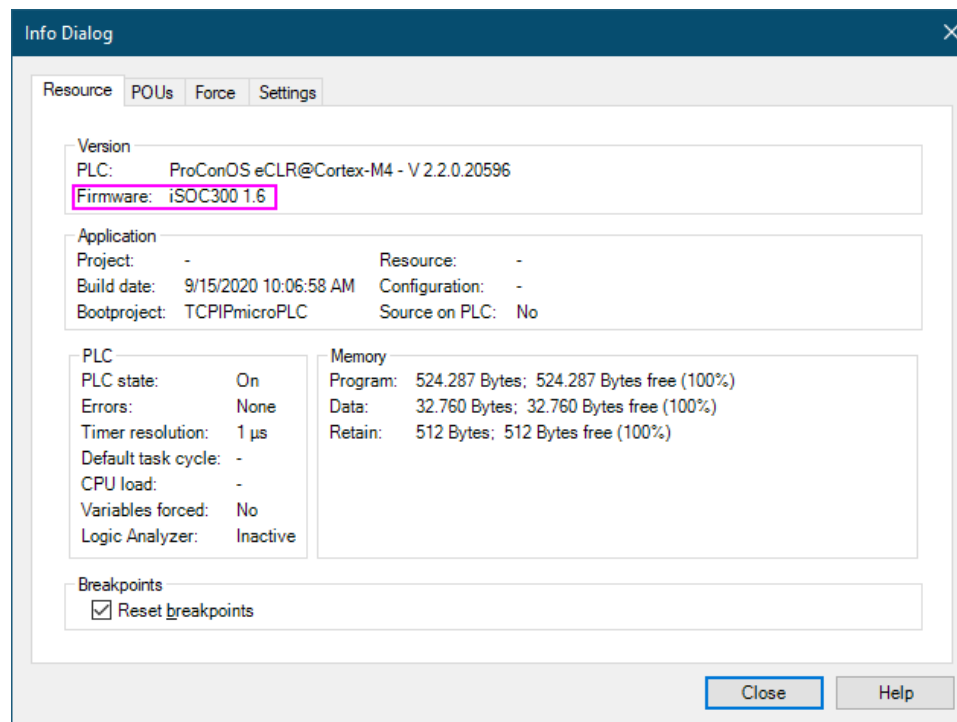 Info Dialog
Resource POUs Force Settings
Version
PLC: ProConOS eCLR@Cortex-M4 - V 2.2.0.20596
Firmware: iSOC300 1.6
Application
Project: - Resource: -
Build date: 9/15/2020 10:06:58 AM Configuration: -
Bootproject: TCPIPmicroPLC Source on PLC: No
PLC
PLC state: On
Errors: None
Timer resolution: 1 µs
Default task cycle: -
CPU load: -
Variables forced: No
Logic Analyzer: Inactive
Memory
Program: 524.287 Bytes; 524.287 Bytes free (100%)
Data: 32.760 Bytes; 32.760 Bytes free (100%)
Retain: 512 Bytes; 512 Bytes free (100%)
Breakpoints
Reset breakpoints
Close Help